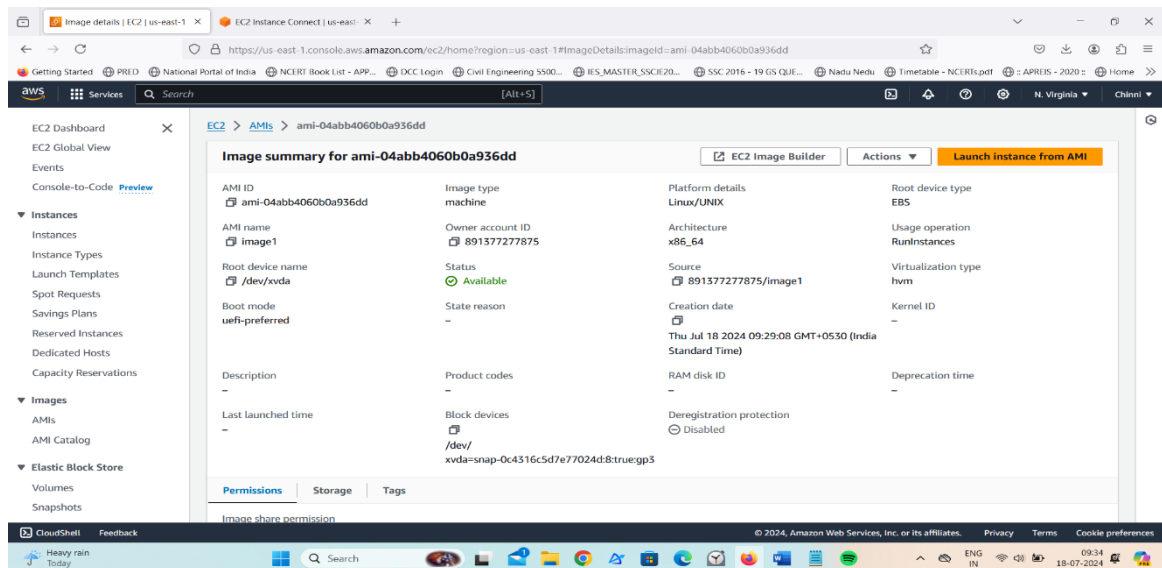 Image details | EC2 | us-east-1
EC2 Instance Connect | us-east-
https://us-east-1.console.aws.amazon.com/ec2/home?region=us-east-1#ImageDetails:imageId=ami-04abb4060b0a936dd
Getting Started PRED National Portal of India NCERT Book List - APP... DCC Login Civil Engineering 5500... IES_MASTER_SSCJE20... SSC 2016 - 19 GS QUE... Nadu Nedu Timetable - NCERTs.pdf :: APREIS - 2020 :: Home
aws Services Search [Alt+S] N. Virginia Chinni
EC2 Dashboard
EC2 Global View
Events
Console-to-Code Preview
Instances
Instances
Instance Types
Launch Templates
Spot Requests
Savings Plans
Reserved Instances
Dedicated Hosts
Capacity Reservations
Images
AMIs
AMI Catalog
Elastic Block Store
Volumes
Snapshots
EC2 > AMIs > ami-04abb4060b0a936dd
Image summary for ami-04abb4060b0a936dd
EC2 Image Builder Actions Launch instance from AMI
AMI ID
ami-04abb4060b0a936dd
Image type
machine
Platform details
Linux/UNIX
Root device type
EBS
AMI name
image1
Owner account ID
891377277875
Architecture
x86_64
Usage operation
RunInstances
Root device name
/dev/xvda
Status
Available
Source
891377277875/image1
Virtualization type
hvm
Boot mode
uefi-preferred
State reason
–
Creation date
Thu Jul 18 2024 09:29:08 GMT+0530 (India
Standard Time)
Kernel ID
–
Description
–
Product codes
–
RAM disk ID
–
Deprecation time
–
Last launched time
–
Block devices
/dev/
xvda=snap-0c4316c5d7e77024d:8:true:gp3
Deregistration protection
Disabled
Permissions Storage Tags
Image share permission
CloudShell Feedback © 2024, Amazon Web Services, Inc. or its affiliates. Privacy Terms Cookie preferences
Heavy rain
Today
Search
ENG
IN
09:34
18-07-2024